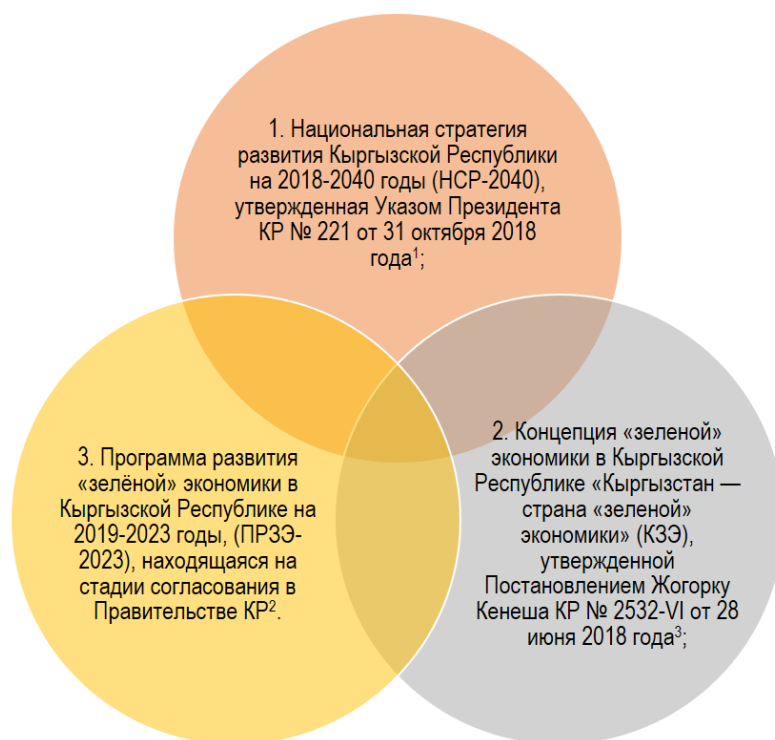 1. Национальная стратегия
развития Кыргызской Республики
на 2018-2040 годы (НСР-2040),
утвержденная Указом Президента
КР № 221 от 31 октября 2018
года¹;
2. Концепция «зеленой»
экономики в Кыргызской
Республике «Кыргызстан —
страна “зеленой”
экономики» (КЗЭ),
утвержденной
Постановлением Жогорку
Кенеша КР № 2532-VI от 28
июня 2018 года³;
3. Программа развития
«зелёной» экономики в
Кыргызской Республике на
2019-2023 годы, (ПРЗЭ-
2023), находящаяся на
стадии согласования в
Правительстве КР².